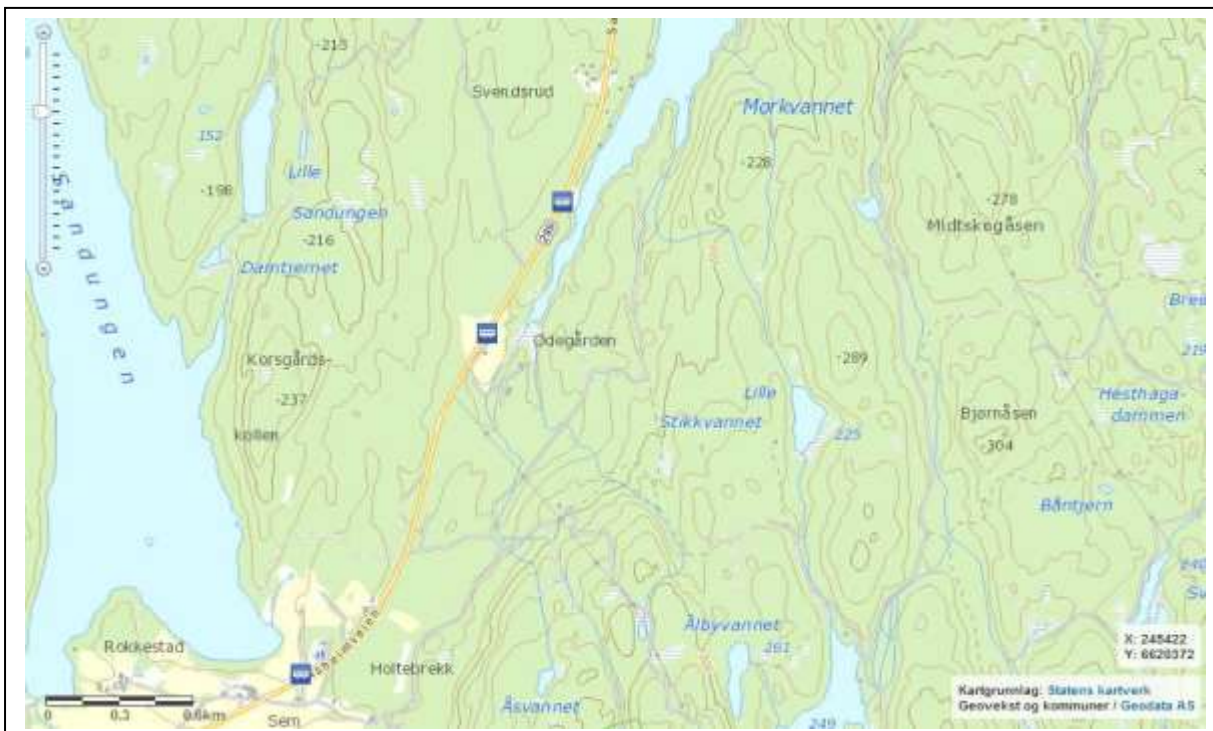 -213
Svendsrud
Morkvannet
152
-228
Lille
-198
-278
Sandungen
Midtskogåsen
-216
286
Damtjernet
Sandungen
Ødegården
Korsgårds-
-289
219
-237
Lille
Hesthaga-
Stikkvannet
Bjørnåsen
dammen
kollen
225
-304
Båntjern
240
Ålbyvannet
Rokkestad
261
X: 245422
Y: 6620372
Holtebrekk
Kartgrunnlag: Statens kartverk
Geovekst og kommuner / Geodata AS
0 0.3 0.6km
Sem
Åsvannet
249